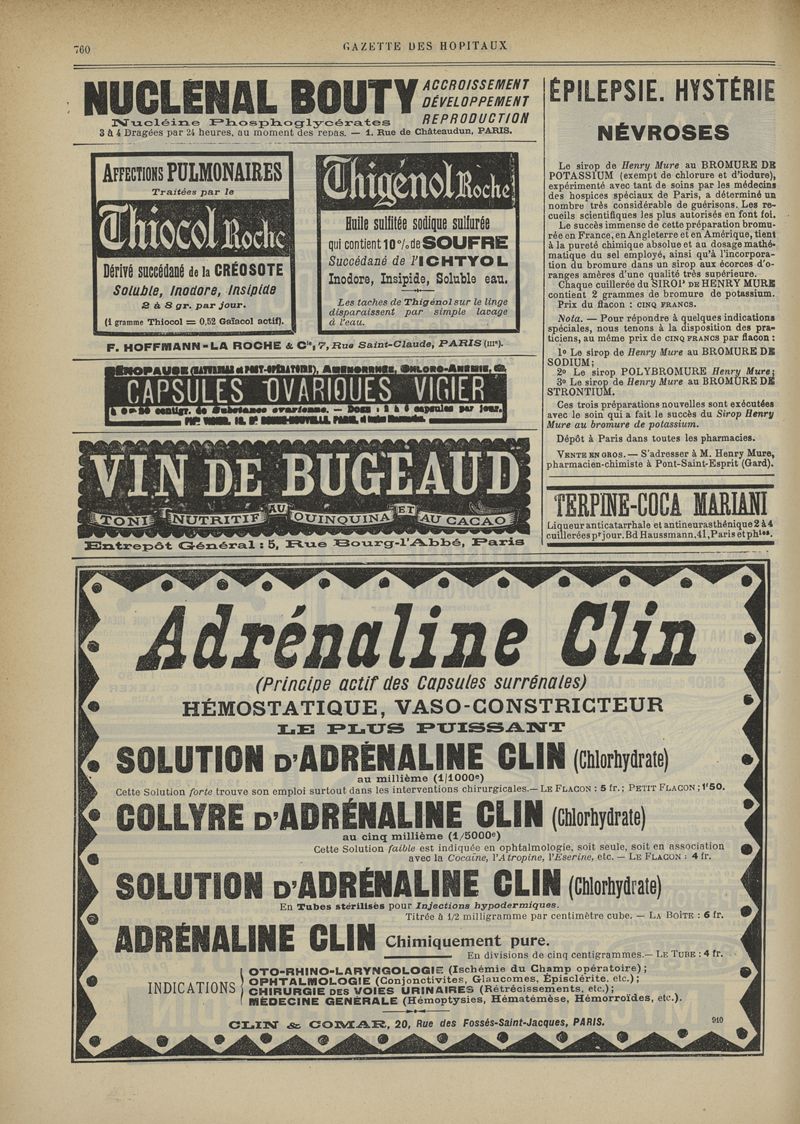 760
GAZETTE DES HOPITAUX
NUCLÉNAL BOUTY
ACCROISSEMENT
DÉVELOPPEMENT
REPRODUCTION
Nucléine Phosphoglycérates
3 à 4 Dragées par 24 heures, au moment des repas. — 1, Rue de Châteaudun, PARIS.
AFFECTIONS PULMONAIRES
Traitées par le
Thiocol Roche
Dérivé succédané de la CRÉOSOTE
Soluble, Inodore, Insipide
2 à 8 gr. par jour.
(1 gramme Thiocol = 0,52 Gaïacol actif).
Thigénol Roche
Huile sulfitée sodique sulfurée
qui contient 10 % de SOUFRE
Succédané de l'ICHTYOL
Inodore, Insipide, Soluble eau.
Les taches de Thigénol sur le linge
disparaissent par simple lavage
à l'eau.
F. HOFFMANN-LA ROCHE & Cie, 7, Rue Saint-Claude, PARIS (IIIe).
MÉNOPAUSE (NATURELLE et POST-OPÉRATOIRE), AMÉNORRHÉE, CHLORO-ANÉMIE, &.
CAPSULES OVARIQUES VIGIER
centigr. de Substance ovarienne. — DOSE : 2 à 6 capsules par jour.
VIN DE BUGEAUD
TONI-NUTRITIF AU QUINQUINA ET AU CACAO
Entrepôt Général : 5, Rue Bourg-l'Abbé, Paris
ÉPILEPSIE. HYSTÉRIE
NÉVROSES
Le sirop de Henry Mure au BROMURE DE
POTASSIUM (exempt de chlorure et d'iodure),
expérimenté avec tant de soins par les médecins
des hospices spéciaux de Paris, a déterminé un
nombre très considérable de guérisons. Les re-
cueils scientifiques les plus autorisés en font foi.
Le succès immense de cette préparation bromu-
rée en France, en Angleterre et en Amérique, tient
à la pureté chimique absolue et au dosage mathé-
matique du sel employé, ainsi qu'à l'incorpora-
tion du bromure dans un sirop aux écorces d'o-
ranges amères d'une qualité très supérieure.
Chaque cuillerée du SIROP DE HENRY MURE
contient 2 grammes de bromure de potassium.
Prix du flacon : CINQ FRANCS.
Nota. — Pour répondre à quelques indications
spéciales, nous tenons à la disposition des pra-
ticiens, au même prix de CINQ FRANCS par flacon :
1º Le sirop de Henry Mure au BROMURE DE
SODIUM;
2º Le sirop POLYBROMURE Henry Mure;
3º Le sirop de Henry Mure au BROMURE DE
STRONTIUM.
Ces trois préparations nouvelles sont exécutées
avec le soin qui a fait le succès du Sirop Henry
Mure au bromure de potassium.
Dépôt à Paris dans toutes les pharmacies.
VENTE EN GROS. — S'adresser à M. Henry Mure,
pharmacien-chimiste à Pont-Saint-Esprit (Gard).
TERPINE-COCA MARIANI
Liqueur anticatarrhale et antineurasthénique 2 à 4
cuillerées pr jour. Bd Haussmann, 41, Paris et phies.
Adrénaline Clin
(Principe actif des Capsules surrénales)
HÉMOSTATIQUE, VASO-CONSTRICTEUR
LE PLUS PUISSANT
SOLUTION D'ADRÉNALINE CLIN (Chlorhydrate)
au millième (1/1000e)
Cette Solution forte trouve son emploi surtout dans les interventions chirurgicales. — LE FLACON : 5 fr.; PETIT FLACON ; 1f50.
COLLYRE D'ADRÉNALINE CLIN (Chlorhydrate)
au cinq millième (1/5000e)
Cette Solution faible est indiquée en ophtalmologie, soit seule, soit en association
avec la Cocaïne, l'Atropine, l'Eserine, etc. — LE FLACON : 4 fr.
SOLUTION D'ADRÉNALINE CLIN (Chlorhydrate)
En Tubes stérilisés pour Injections hypodermiques.
Titrée à 1/2 milligramme par centimètre cube. — LA BOÎTE : 6 fr.
ADRÉNALINE CLIN Chimiquement pure.
En divisions de cinq centigrammes. — LE TUBE : 4 fr.
INDICATIONS
OTO-RHINO-LARYNGOLOGIE (Ischémie du Champ opératoire) ;
OPHTALMOLOGIE (Conjonctivites, Glaucomes, Episclérite, etc.) ;
CHIRURGIE DES VOIES URINAIRES (Rétrécissements, etc.) ;
MÉDECINE GÉNÉRALE (Hémoptysies, Hématémèse, Hémorroïdes, etc.).
CLIN & COMAR, 20, Rue des Fossés-Saint-Jacques, PARIS.
910